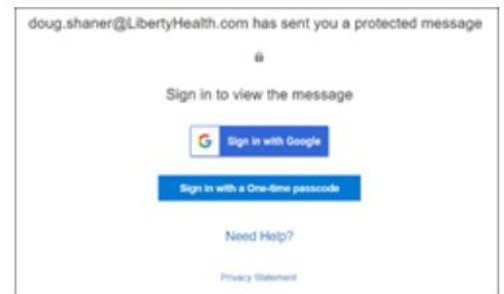 doug.shaner@LibertyHealth.com has sent you a protected message
Sign in to view the message
G Sign in with Google
Sign in with a One-time passcode
Need Help?
Privacy Statement